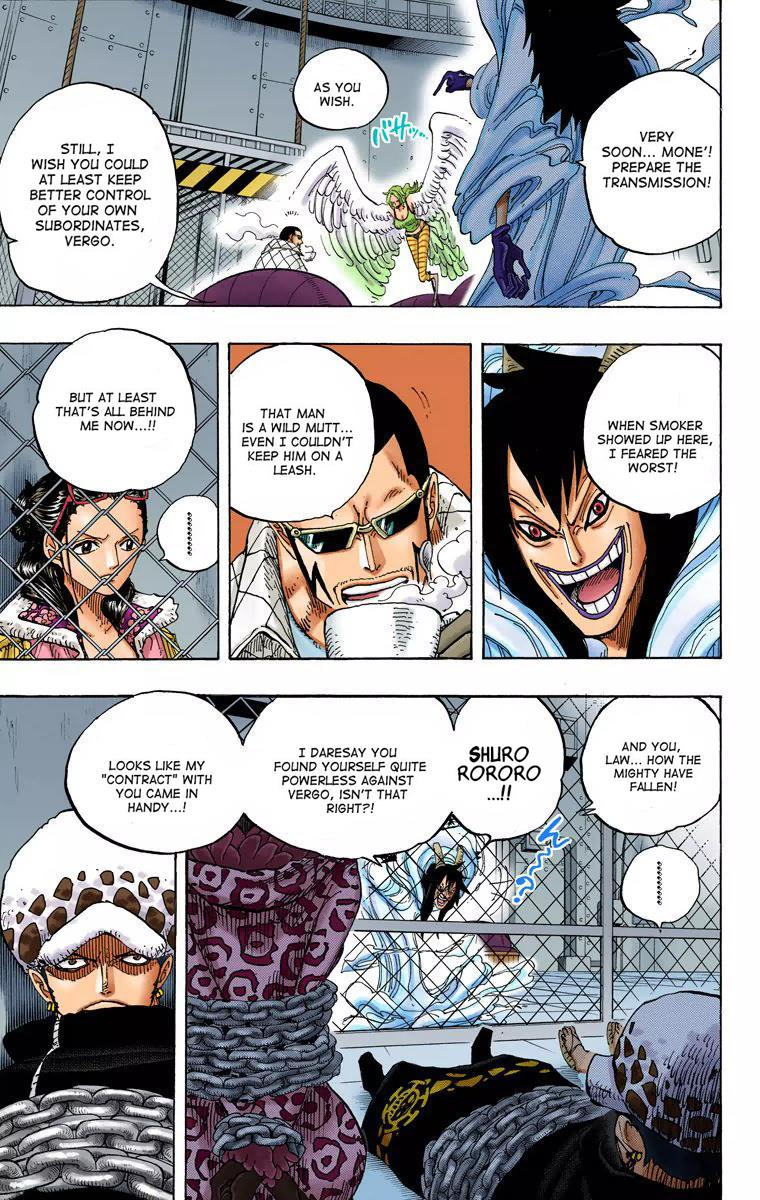 VERY
SOON... MONE'!
PREPARE THE
TRANSMISSION!
AS YOU
WISH.
バサッ...
STILL, I
WISH YOU COULD
AT LEAST KEEP
BETTER CONTROL
OF YOUR OWN
SUBORDINATES,
VERGO.
WHEN SMOKER
SHOWED UP HERE,
I FEARED THE
WORST!
THAT MAN
IS A WILD MUTT...
EVEN I COULDN'T
KEEP HIM ON A
LEASH.
BUT AT LEAST
THAT'S ALL BEHIND
ME NOW...!!
.........
AND YOU,
LAW... HOW THE
MIGHTY HAVE
FALLEN!
.........
SHURO
RORORO
...!!
I DARESAY YOU
FOUND YOURSELF QUITE
POWERLESS AGAINST
VERGO, ISN'T THAT
RIGHT?!
LOOKS LIKE MY
"CONTRACT" WITH
YOU CAME IN
HANDY...!